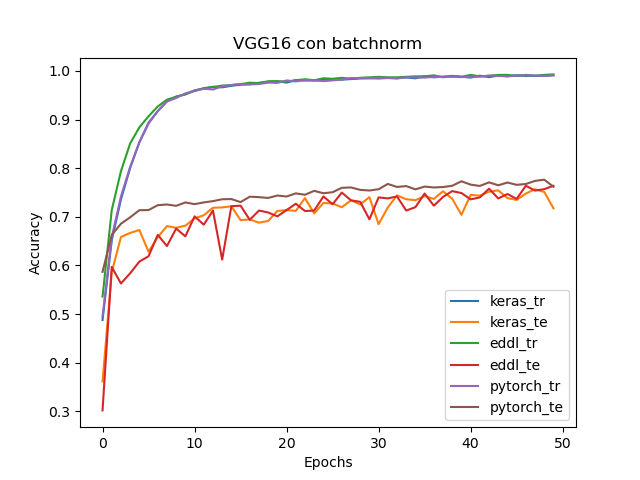 VGG16 con batchnorm
1.0
0.9
0.8
0.7
0.6
0.5
0.4
0.3
Accuracy
keras_tr
keras_te
eddl_tr
eddl_te
pytorch_tr
pytorch_te
0 10 20 30 40 50
Epochs